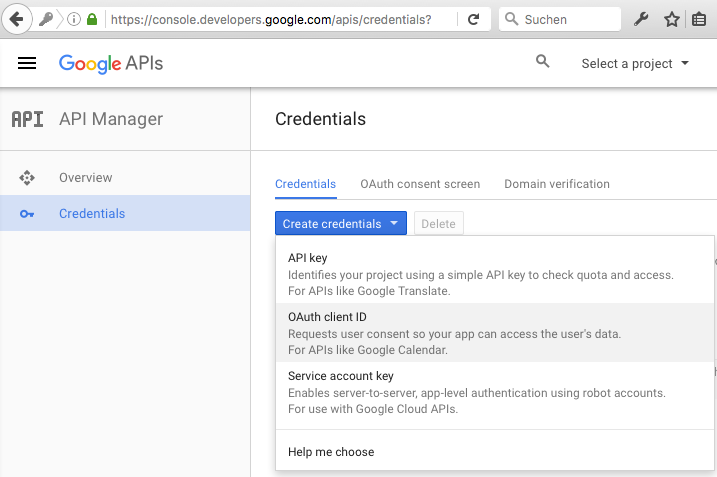 https://console.developers.google.com/apis/credentials?
Suchen
Google APIs
Select a project
API
API Manager
Credentials
Overview
Credentials
Credentials
OAuth consent screen
Domain verification
Create credentials
Delete
API key
Identifies your project using a simple API key to check quota and access.
For APIs like Google Translate.
OAuth client ID
Requests user consent so your app can access the user's data.
For APIs like Google Calendar.
Service account key
Enables server-to-server, app-level authentication using robot accounts.
For use with Google Cloud APIs.
Help me choose